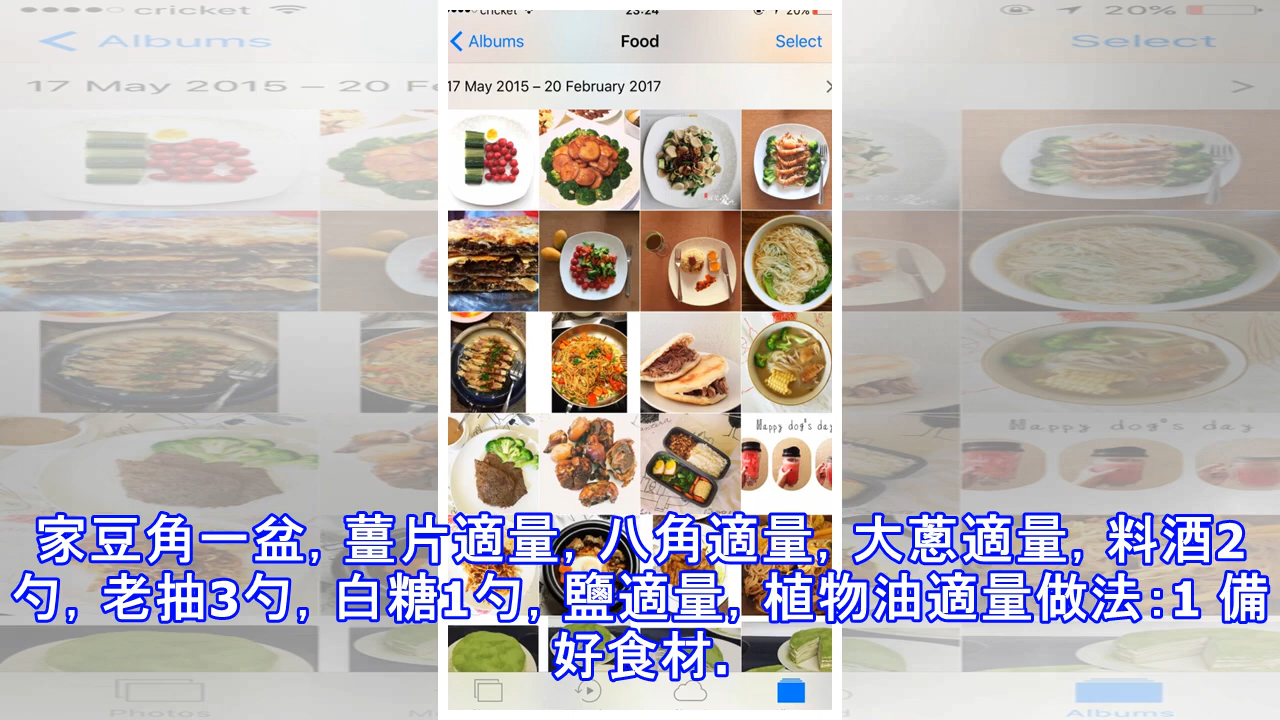 cricket
23:24
20%
Albums
Food
Select
17 May 2015 – 20 February 2017
Happy dog's day
家豆角一盆, 薑片適量, 八角適量, 大蔥適量, 料酒2
勺, 老抽3勺, 白糖1勺, 鹽適量, 植物油適量做法:1 備
好食材.
Photos
Albums